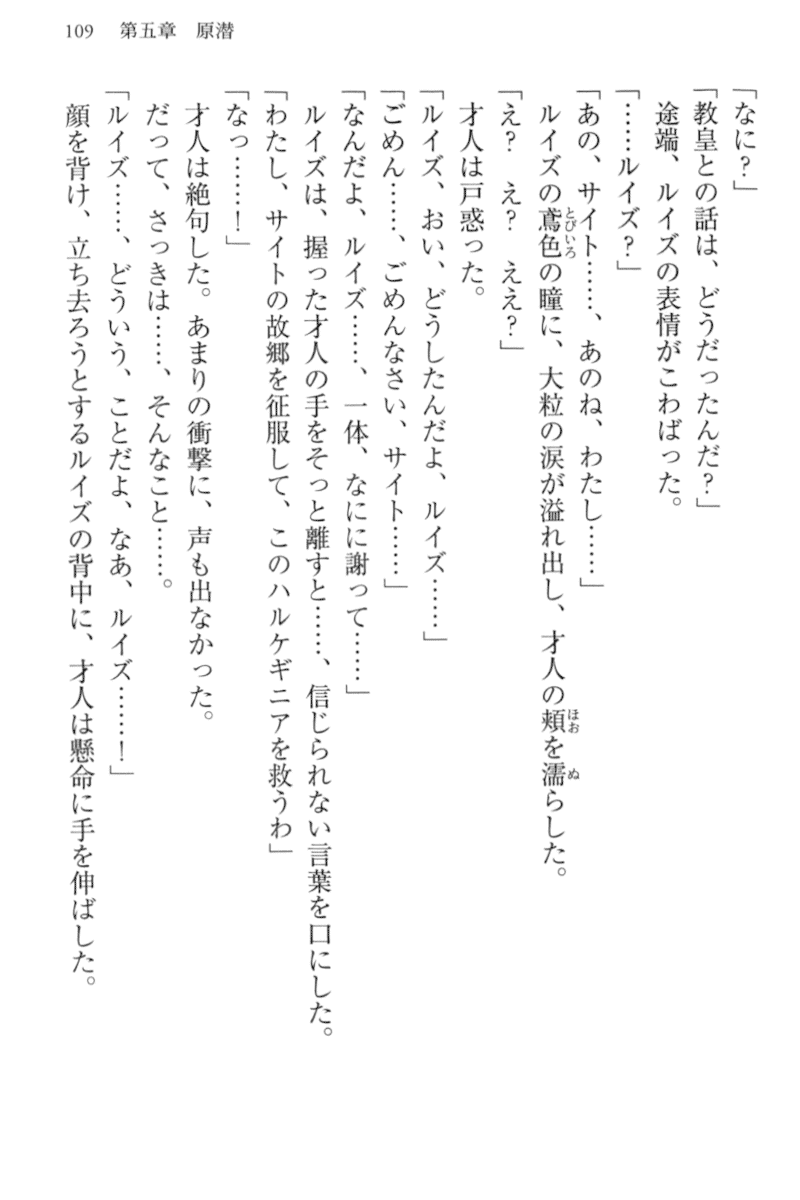 109　第五章　原潜
「なに？」
「教皇との話は、どうだったんだ？」
途端、ルイズの表情がこわばった。
「……ルイズ？」
「あの、サイト……、あのね、わたし……」
ルイズの鳶色の瞳に、大粒の涙が溢れ出し、才人の頬を濡らした。
「え？　え？　ええ？」
才人は戸惑った。
「ルイズ、おい、どうしたんだよ、ルイズ……」
「ごめん……、ごめんなさい、サイト……」
「なんだよ、ルイズ……、一体、なにに謝って……」
ルイズは、握った才人の手をそっと離すと……、信じられない言葉を口にした。
「わたし、サイトの故郷を征服して、このハルケギニアを救うわ」
「なっ……！」
才人は絶句した。あまりの衝撃に、声も出なかった。
だって、さっきは……、そんなこと……。
「ルイズ……、どういう、ことだよ、なあ、ルイズ……！」
顔を背け、立ち去ろうとするルイズの背中に、才人は懸命に手を伸ばした。